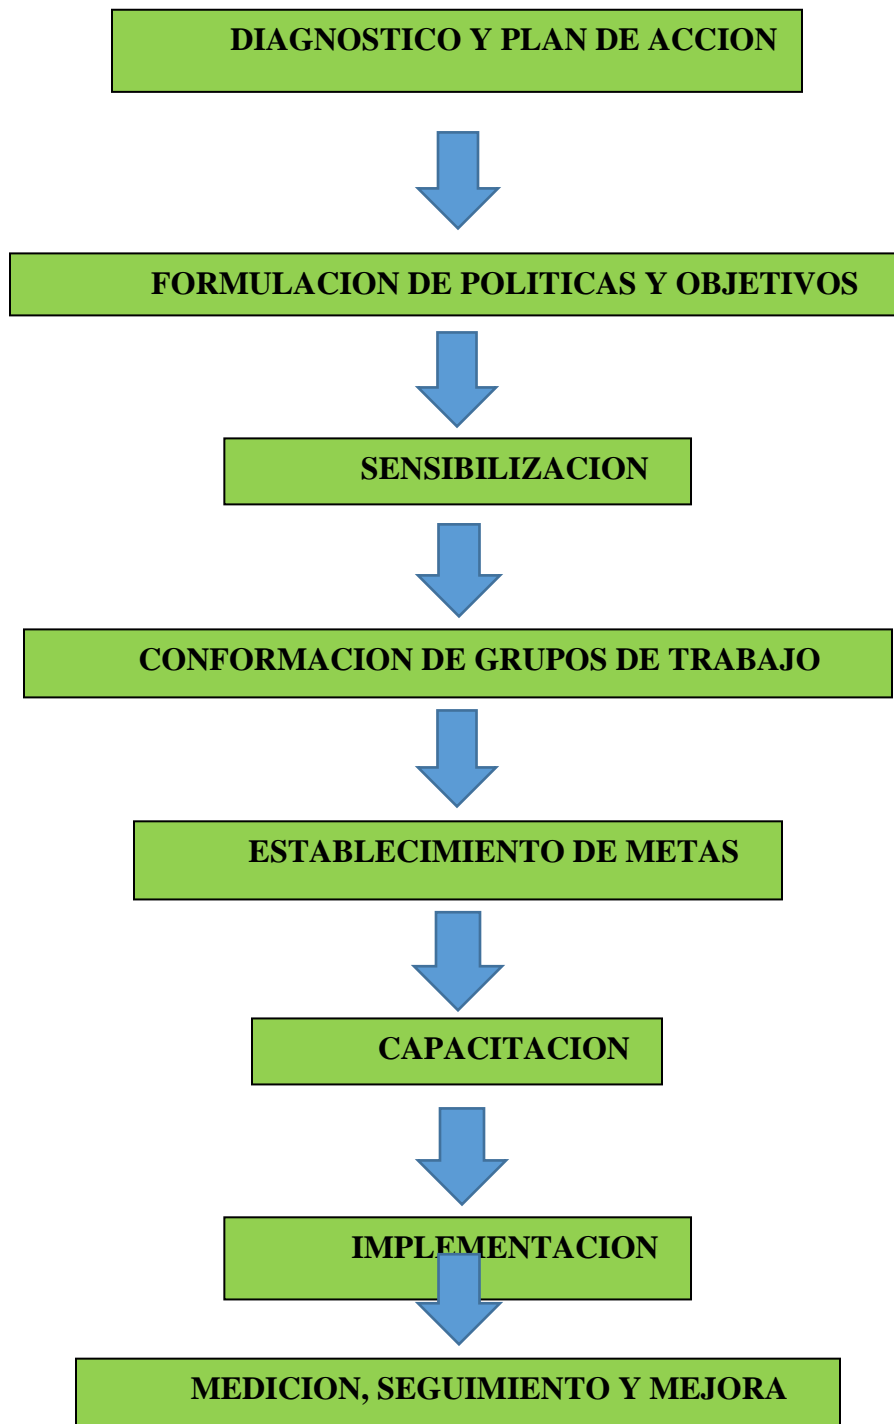 DIAGNOSTICO Y PLAN DE ACCION
FORMULACION DE POLITICAS Y OBJETIVOS
SENSIBILIZACION
CONFORMACION DE GRUPOS DE TRABAJO
ESTABLECIMIENTO DE METAS
CAPACITACION
IMPLEMENTACION
MEDICION, SEGUIMIENTO Y MEJORA